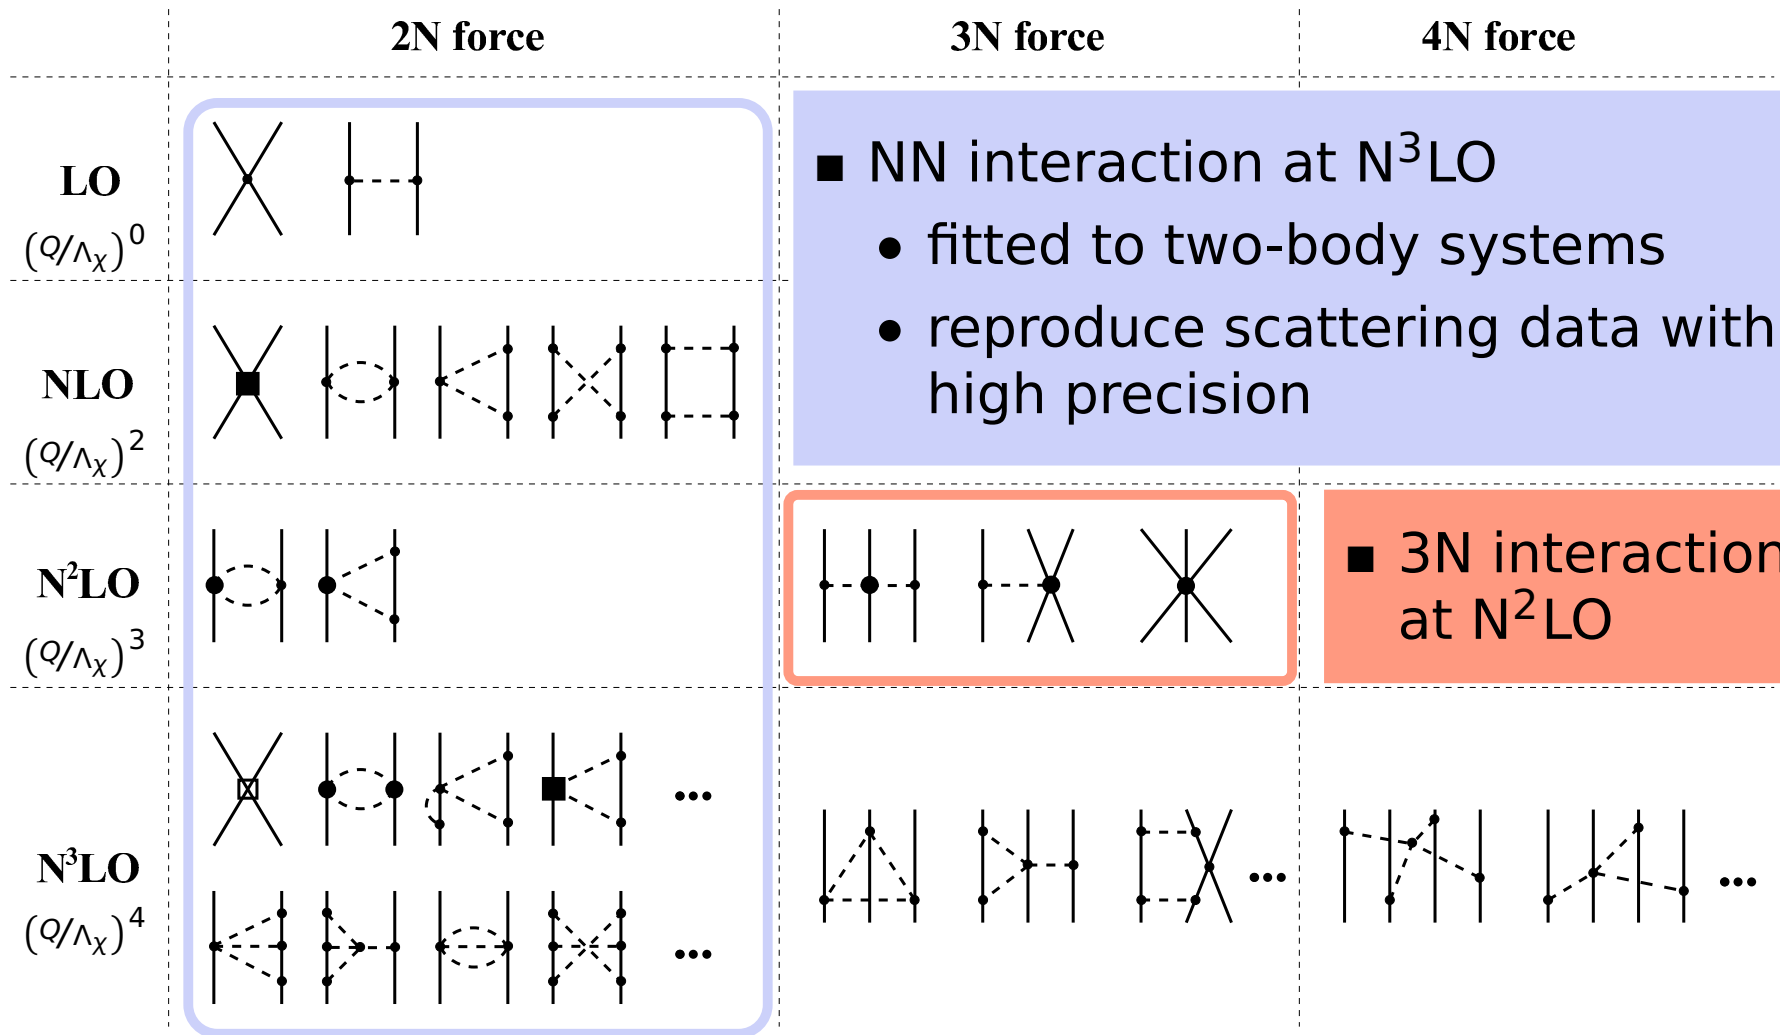 2N force
3N force
4N force
LO
(Q/Λχ)⁰
■ NN interaction at N³LO
• fitted to two-body systems
• reproduce scattering data with
high precision
NLO
(Q/Λχ)²
N²LO
(Q/Λχ)³
■ 3N interaction
at N²LO
N³LO
(Q/Λχ)⁴
...
...
...
...